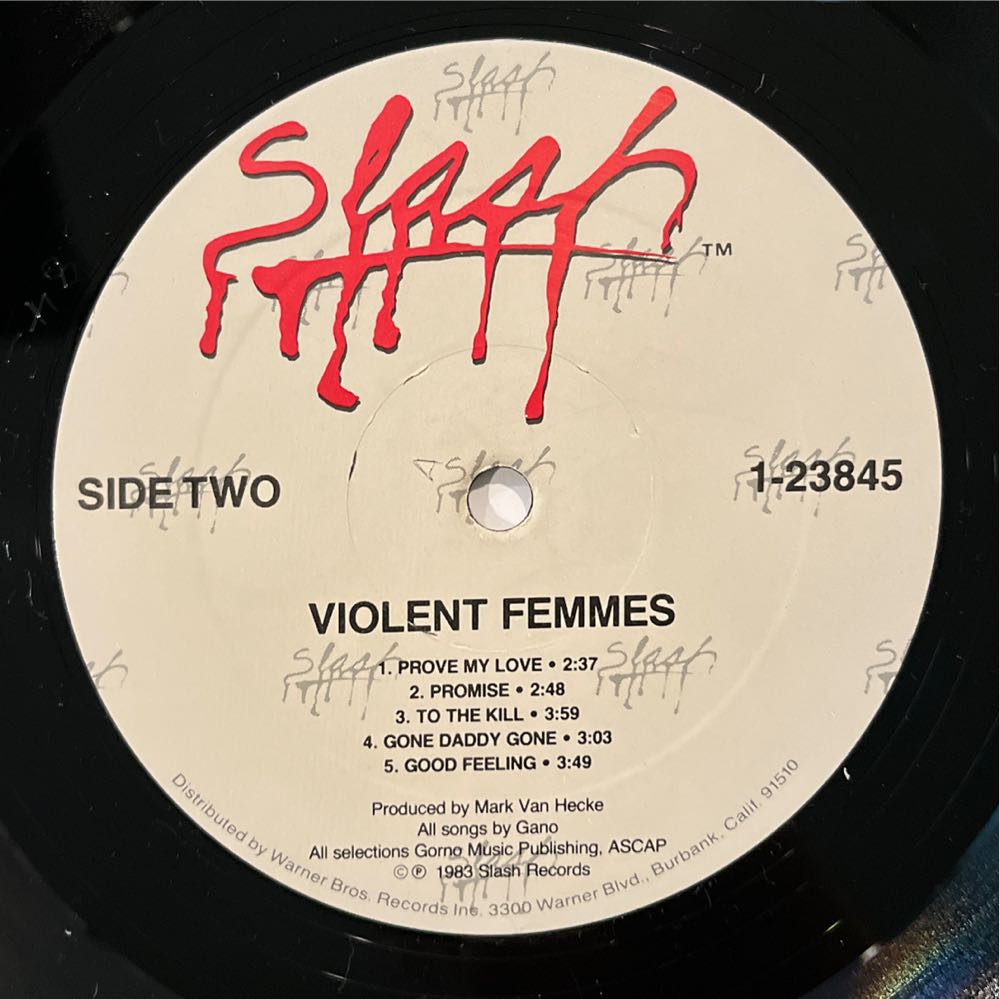 Slash
Slash™
SIDE TWO
1-23845
VIOLENT FEMMES
1. PROVE MY LOVE • 2:37
2. PROMISE • 2:48
3. TO THE KILL • 3:59
4. GONE DADDY GONE • 3:03
5. GOOD FEELING • 3:49
Produced by Mark Van Hecke
All songs by Gano
All selections Gorno Music Publishing, ASCAP
©℗ 1983 Slash Records
Distributed by Warner Bros. Records Inc. 3300 Warner Blvd., Burbank, Calif. 91510